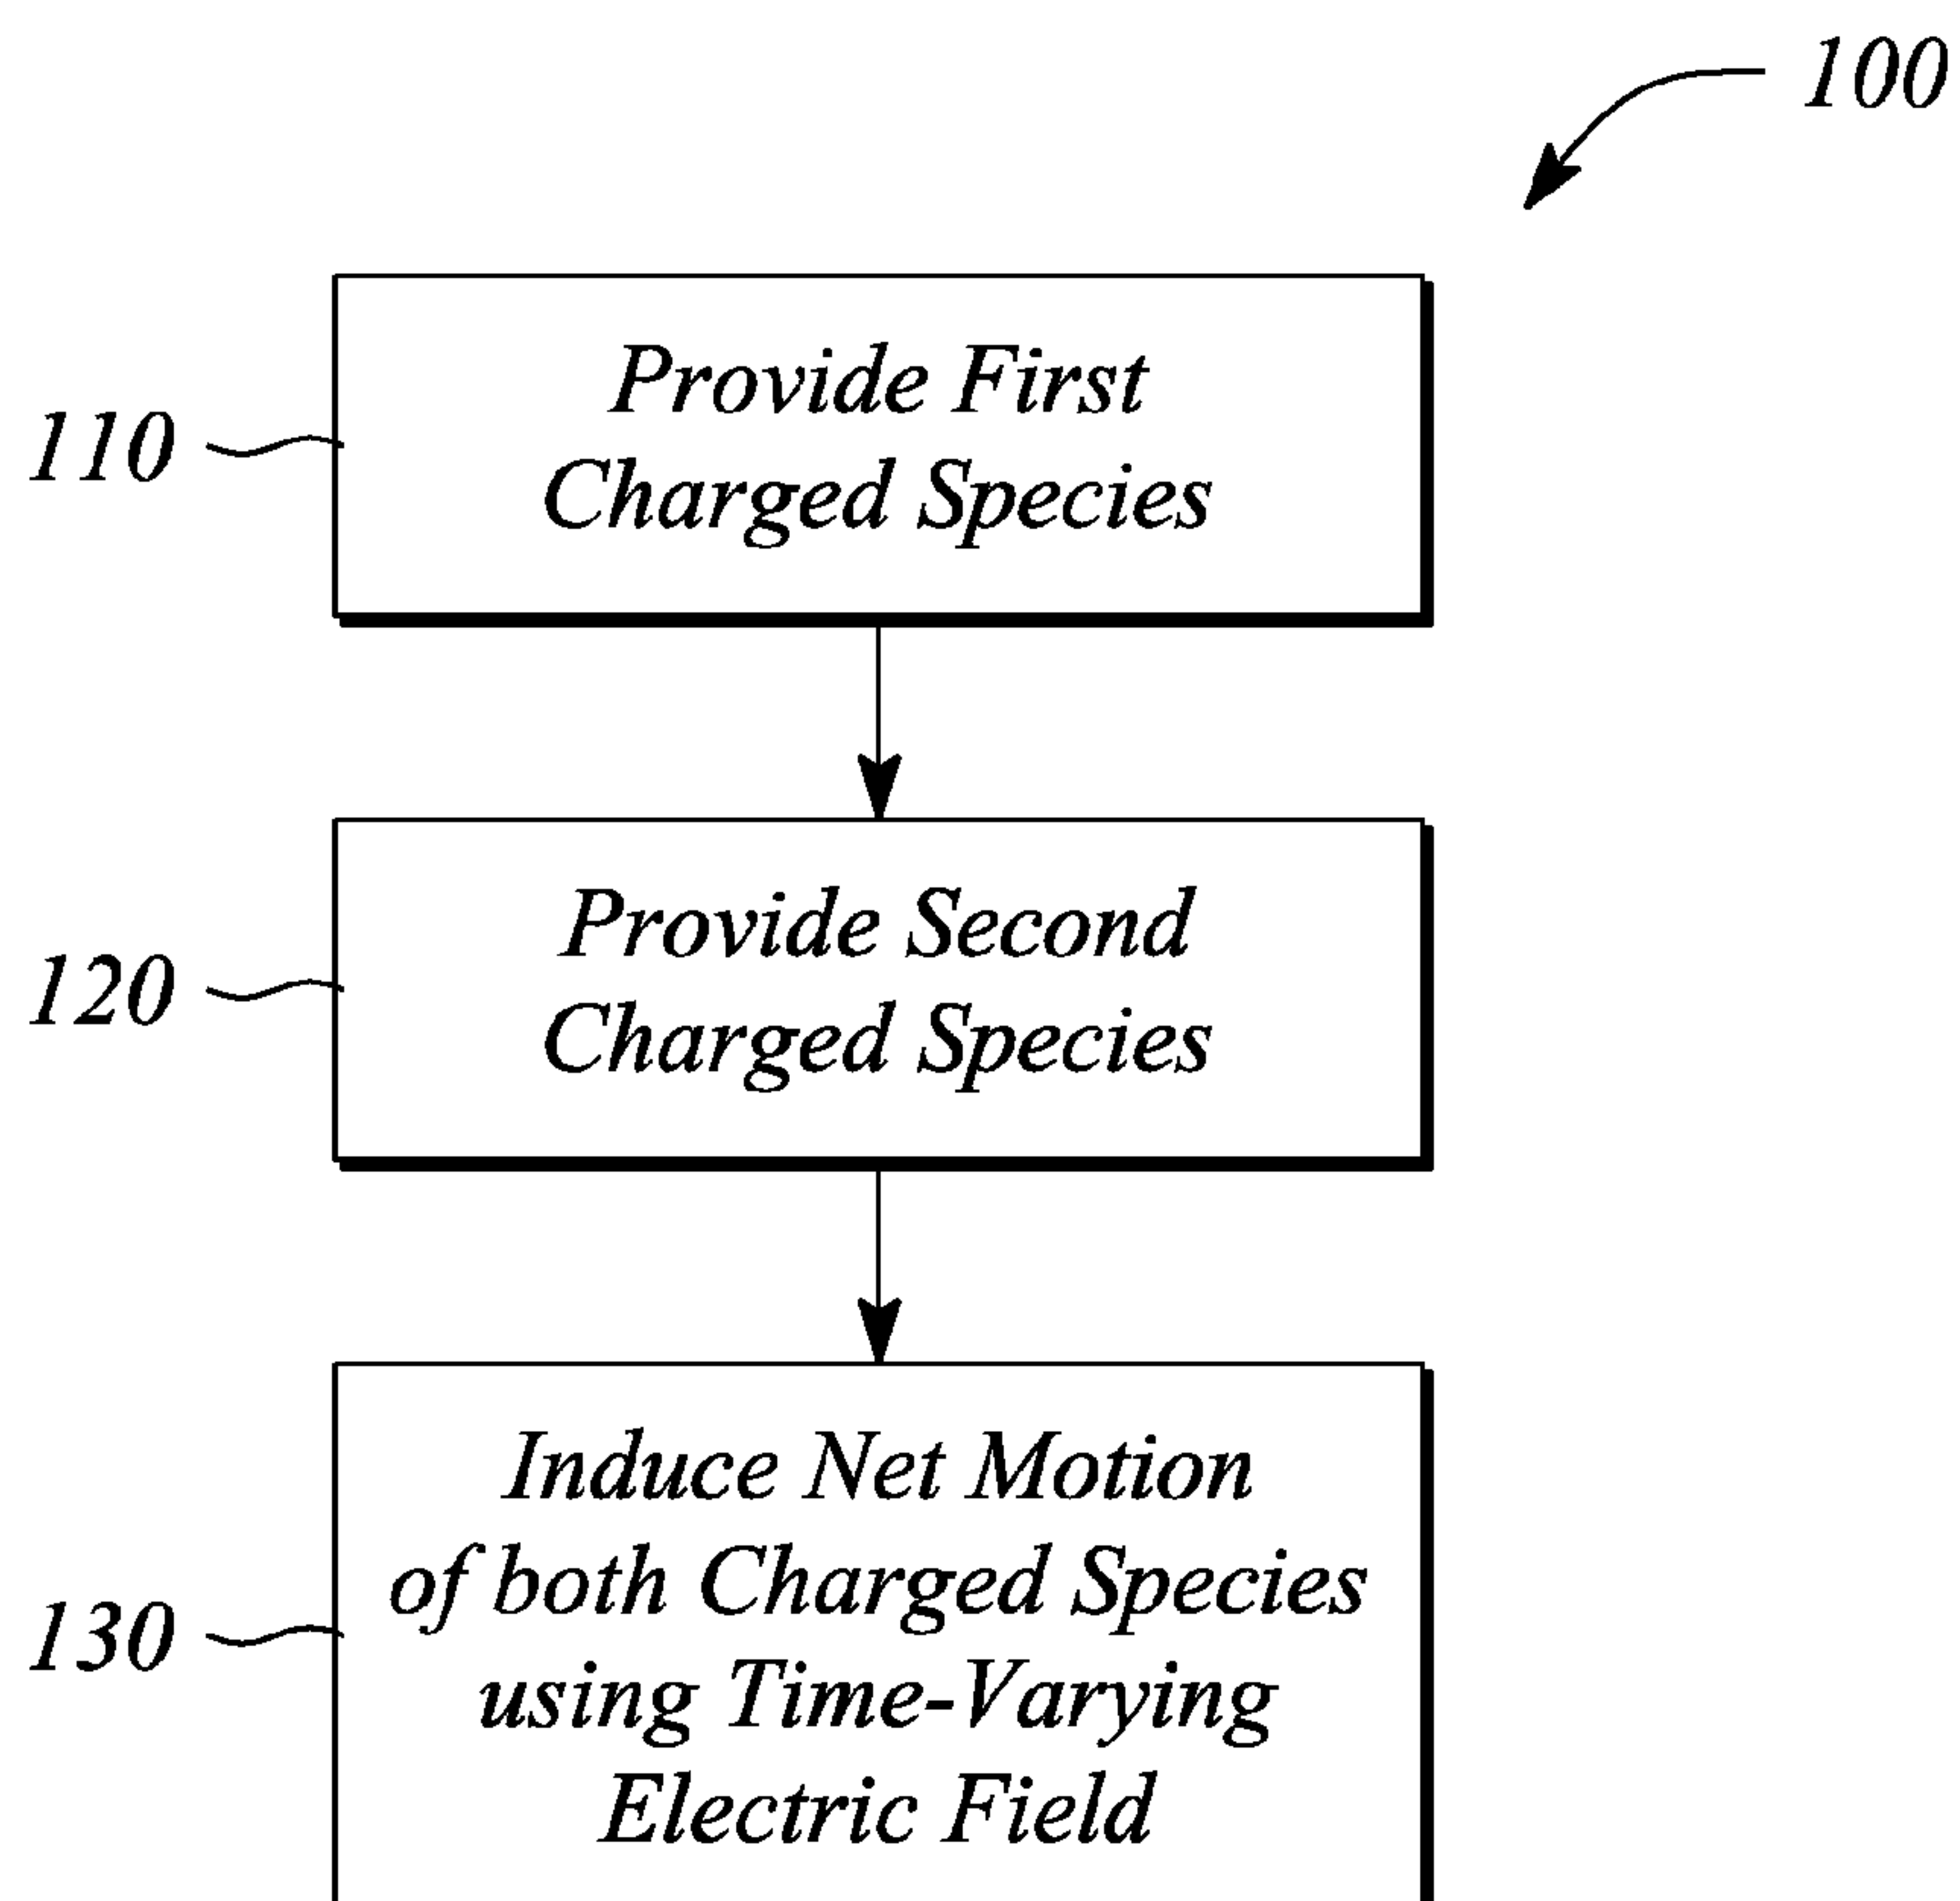 100
110
Provide First
Charged Species
120
Provide Second
Charged Species
130
Induce Net Motion
of both Charged Species
using Time-Varying
Electric Field